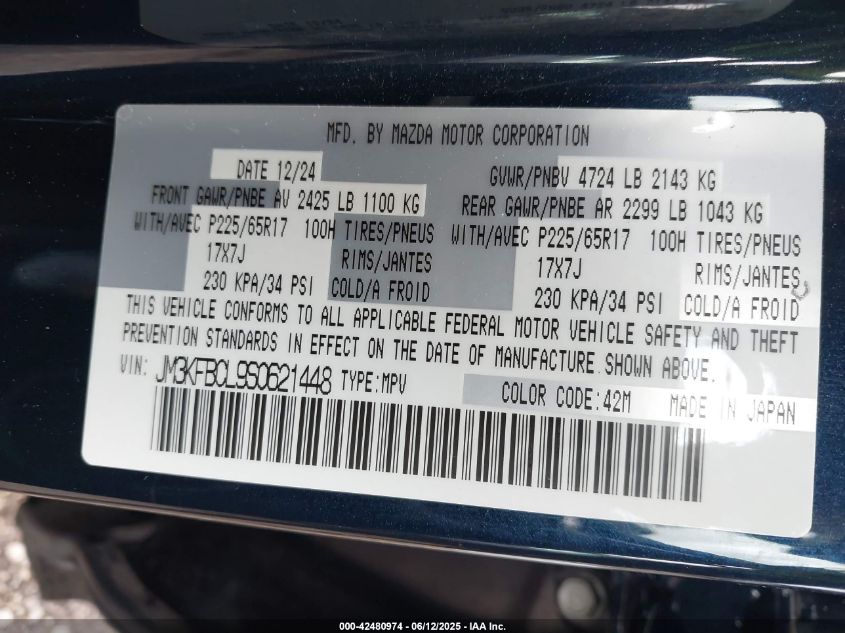 MFD. BY MAZDA MOTOR CORPORATION
DATE 12/24 GVWR/PNBV 4724 LB 2143 KG
FRONT GAWR/PNBE AV 2425 LB 1100 KG REAR GAWR/PNBE AR 2299 LB 1043 KG
WITH/AVEC P225/65R17 100H TIRES/PNEUS WITH/AVEC P225/65R17 100H TIRES/PNEUS
17X7J RIMS/JANTES 17X7J RIMS/JANTES
230 KPA/34 PSI COLD/A FROID 230 KPA/34 PSI COLD/A FROID
THIS VEHICLE CONFORMS TO ALL APPLICABLE FEDERAL MOTOR VEHICLE SAFETY AND THEFT
PREVENTION STANDARDS IN EFFECT ON THE DATE OF MANUFACTURE SHOWN ABOVE.
VIN: JM3KFBCL9S0621448 TYPE:MPV COLOR CODE:42M MADE IN JAPAN
000-42480974 - 06/12/2025 - IAA Inc.